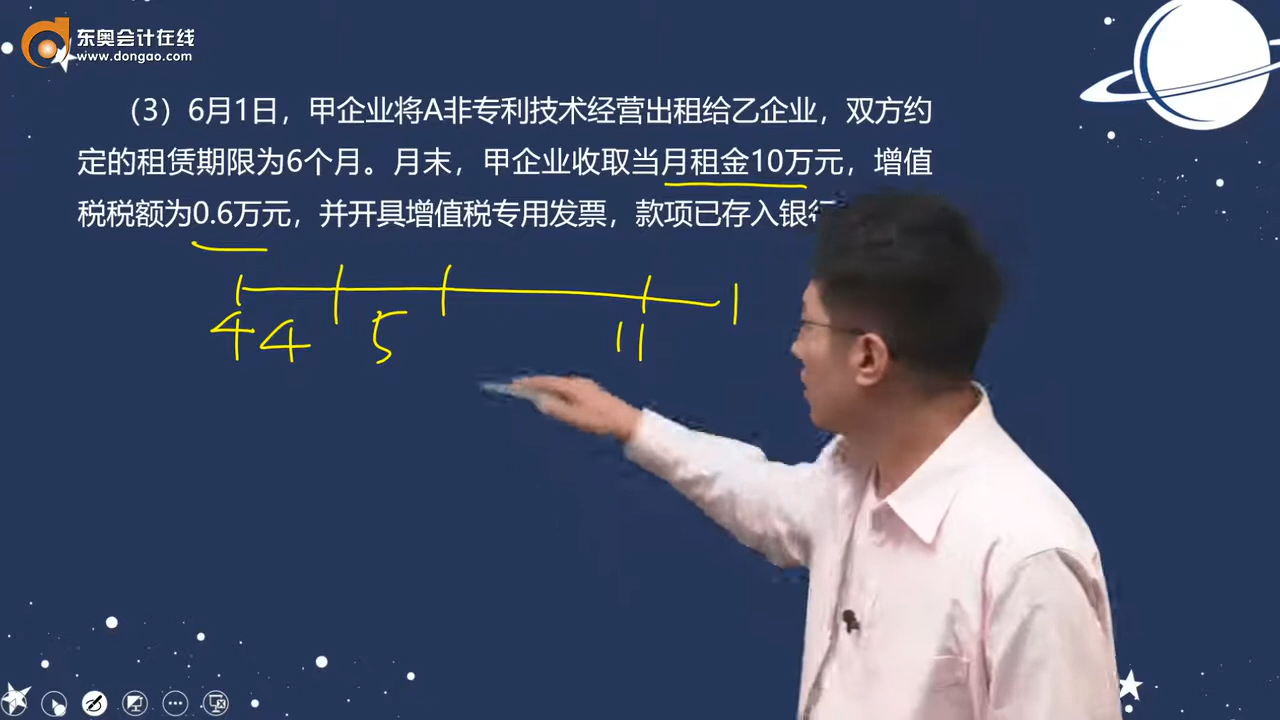 东奥会计在线
www.dongao.com
（3）6月1日，甲企业将A非专利技术经营出租给乙企业，双方约
定的租赁期限为6个月。月末，甲企业收取当月租金10万元，增值
税税额为0.6万元，并开具增值税专用发票，款项已存入银
4 4 5 11